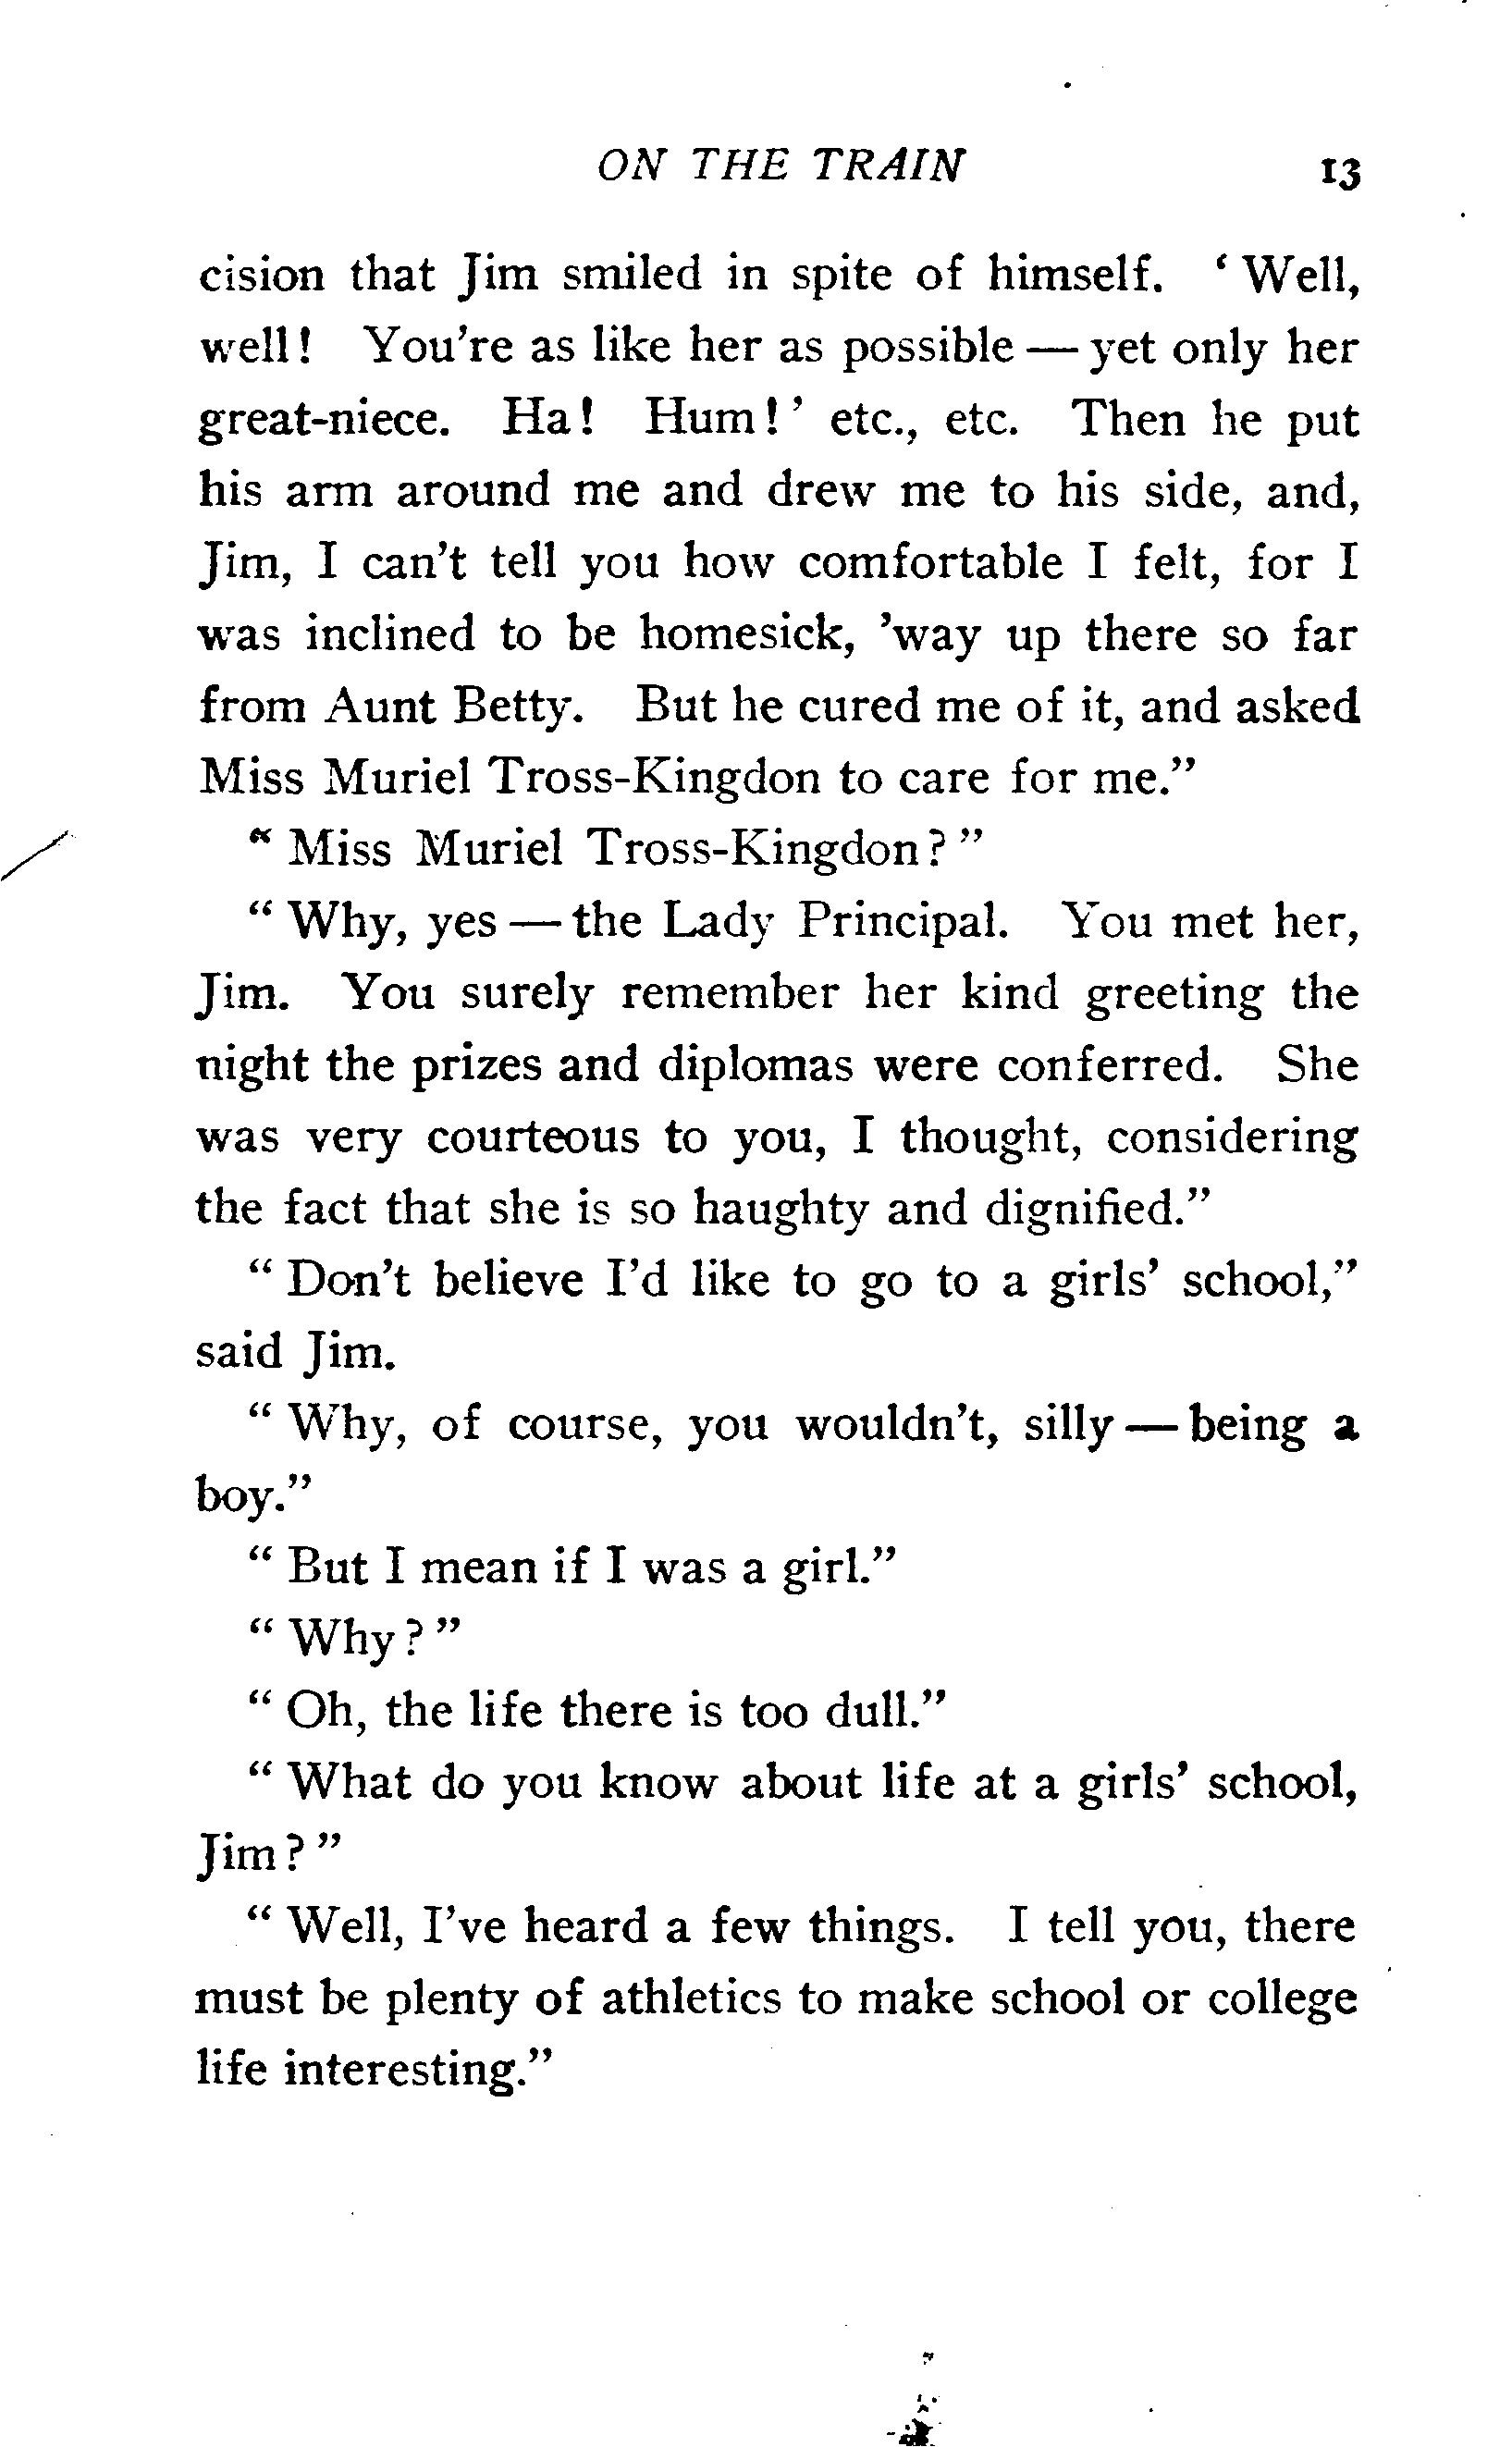 ON THE TRAIN 13
cision that Jim smiled in spite of himself. ‘ Well,
well! You're as like her as possible — yet only her
great-niece. Ha! Hum! ’ etc., etc. Then he put
his arm around me and drew me to his side, and,
Jim, I can't tell you how comfortable I felt, for I
was inclined to be homesick, 'way up there so far
from Aunt Betty. But he cured me of it, and asked
Miss Muriel Tross-Kingdon to care for me.”
“ Miss Muriel Tross-Kingdon? ”
“ Why, yes — the Lady Principal. You met her,
Jim. You surely remember her kind greeting the
night the prizes and diplomas were conferred. She
was very courteous to you, I thought, considering
the fact that she is so haughty and dignified.”
“ Don't believe I'd like to go to a girls' school,”
said Jim.
“ Why, of course, you wouldn't, silly — being a
boy.”
“ But I mean if I was a girl.”
“ Why? ”
“ Oh, the life there is too dull.”
“ What do you know about life at a girls' school,
Jim? ”
“ Well, I've heard a few things. I tell you, there
must be plenty of athletics to make school or college
life interesting.”